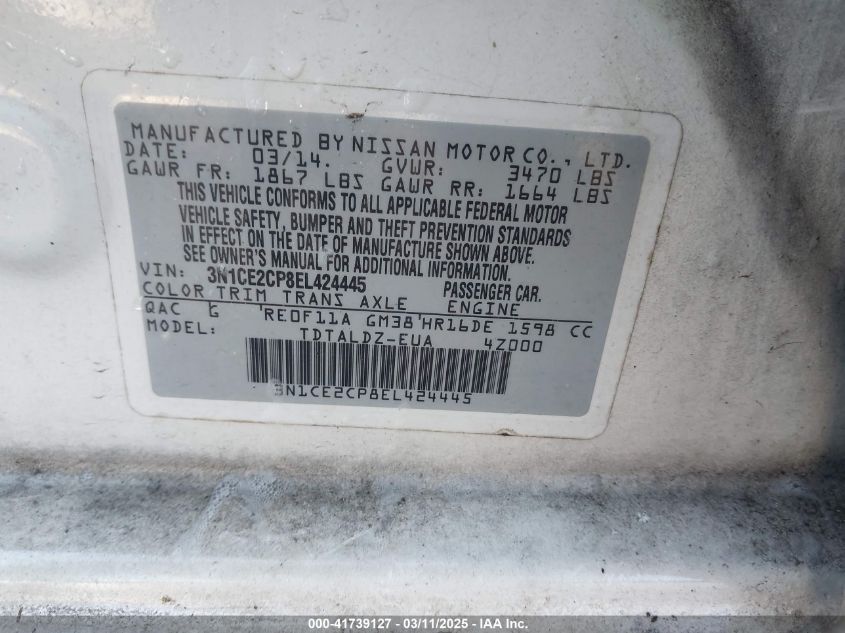 MANUFACTURED BY NISSAN MOTOR CO., LTD.
DATE: 03/14. GVWR: 3470 LBS
GAWR FR: 1867 LBS GAWR RR: 1664 LBS
THIS VEHICLE CONFORMS TO ALL APPLICABLE FEDERAL MOTOR
VEHICLE SAFETY, BUMPER AND THEFT PREVENTION STANDARDS
IN EFFECT ON THE DATE OF MANUFACTURE SHOWN ABOVE.
SEE OWNER'S MANUAL FOR ADDITIONAL INFORMATION.
VIN: 3N1CE2CP8EL424445 PASSENGER CAR.
COLOR TRIM TRANS AXLE ENGINE
QAC G RE0F11A GM38 HR16DE 1598 CC
MODEL: TDTALDZ-EUA 4Z000
3N1CE2CP8EL424445
000-41739127 - 03/11/2025 - IAA Inc.